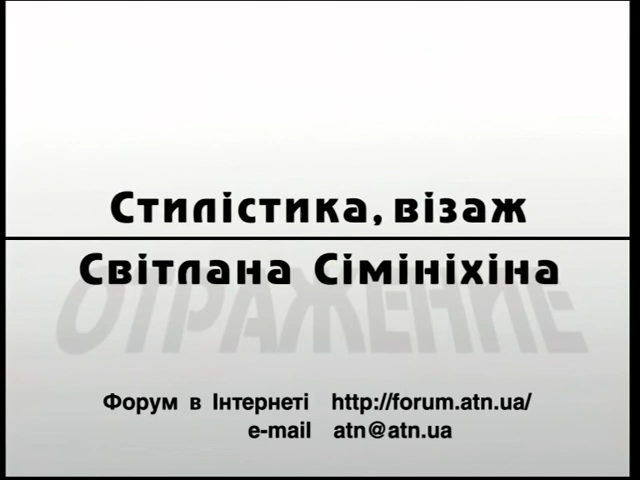 Стилістика, візаж
Світлана Сімініхіна
ОТРАЖЕНИЕ
Форум в Інтернеті http://forum.atn.ua/
e-mail atn@atn.ua